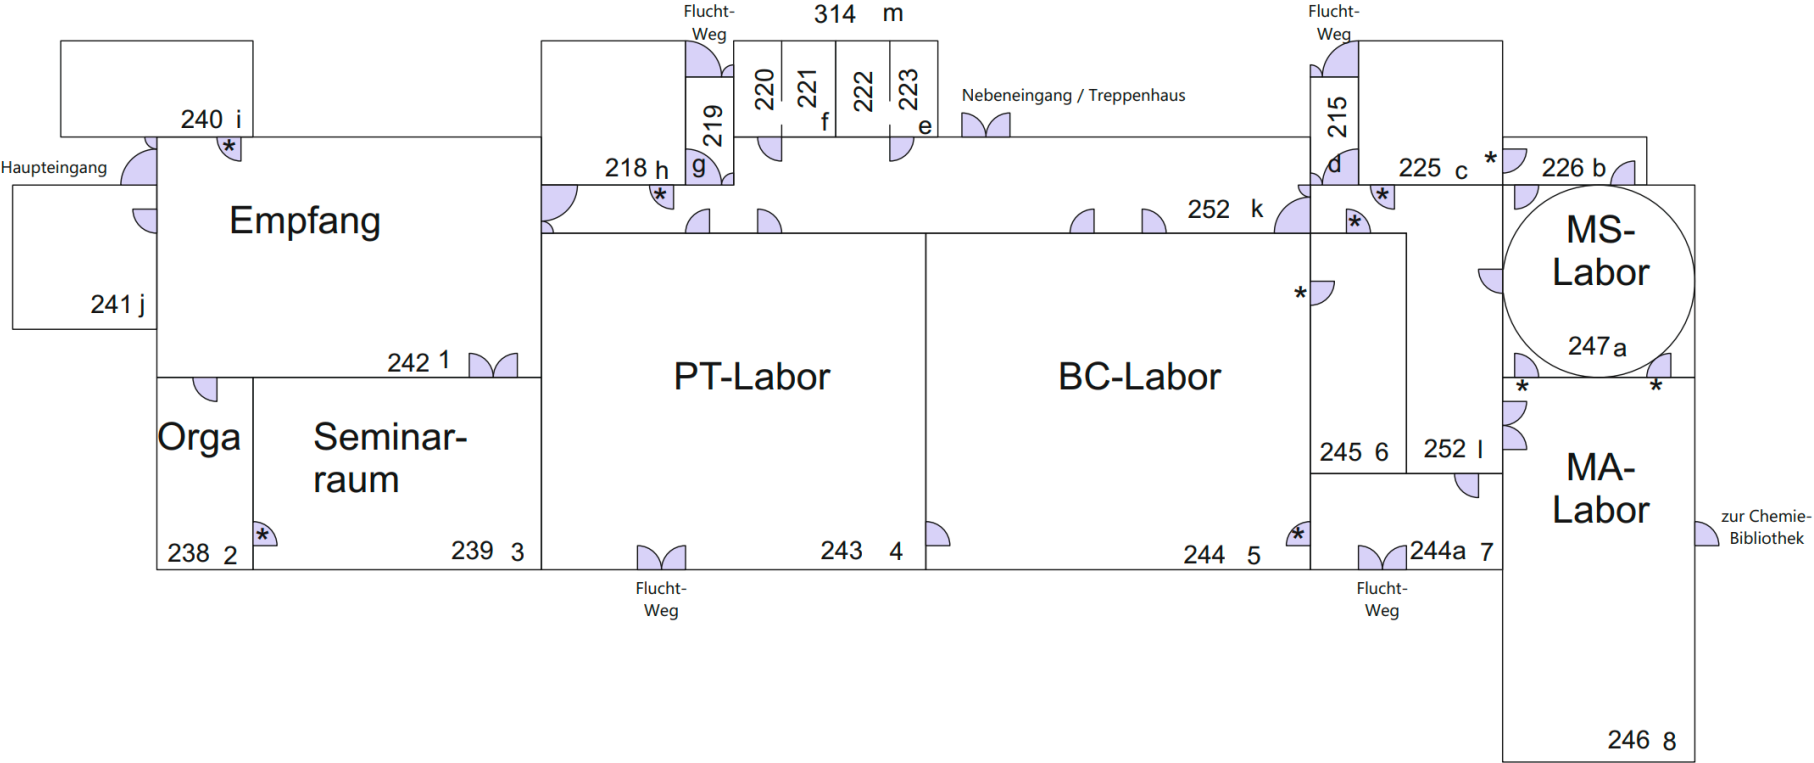 Flucht-
Weg
314 m
Flucht-
Weg
220
221
222
223
Nebeneingang / Treppenhaus
240 i
*
219
f
e
215
Haupteingang
218 h
g
d
225 c
*
226 b
*
*
Empfang
252 k
*
MS-
Labor
241 j
*
247 a
242 1
PT-Labor
BC-Labor
*
*
Orga
Seminar-
raum
245 6
252 l
MA-
Labor
zur Chemie-
Bibliothek
*
*
238 2
239 3
243 4
244 5
244a 7
Flucht-
Weg
Flucht-
Weg
246 8